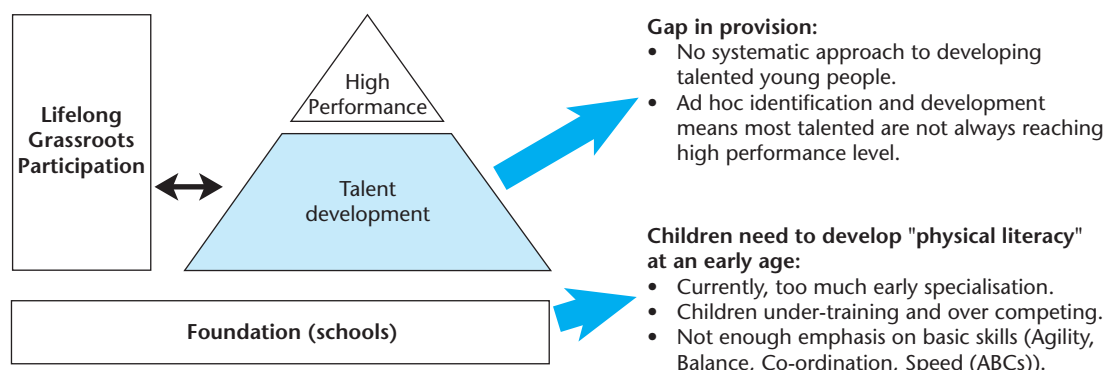 Lifelong
Grassroots
Participation
High
Performance
Talent
development
Foundation (schools)
Gap in provision:
• No systematic approach to developing
talented young people.
• Ad hoc identification and development
means most talented are not always reaching
high performance level.
Children need to develop "physical literacy"
at an early age:
• Currently, too much early specialisation.
• Children under-training and over competing.
• Not enough emphasis on basic skills (Agility,
Balance, Co-ordination, Speed (ABCs)).